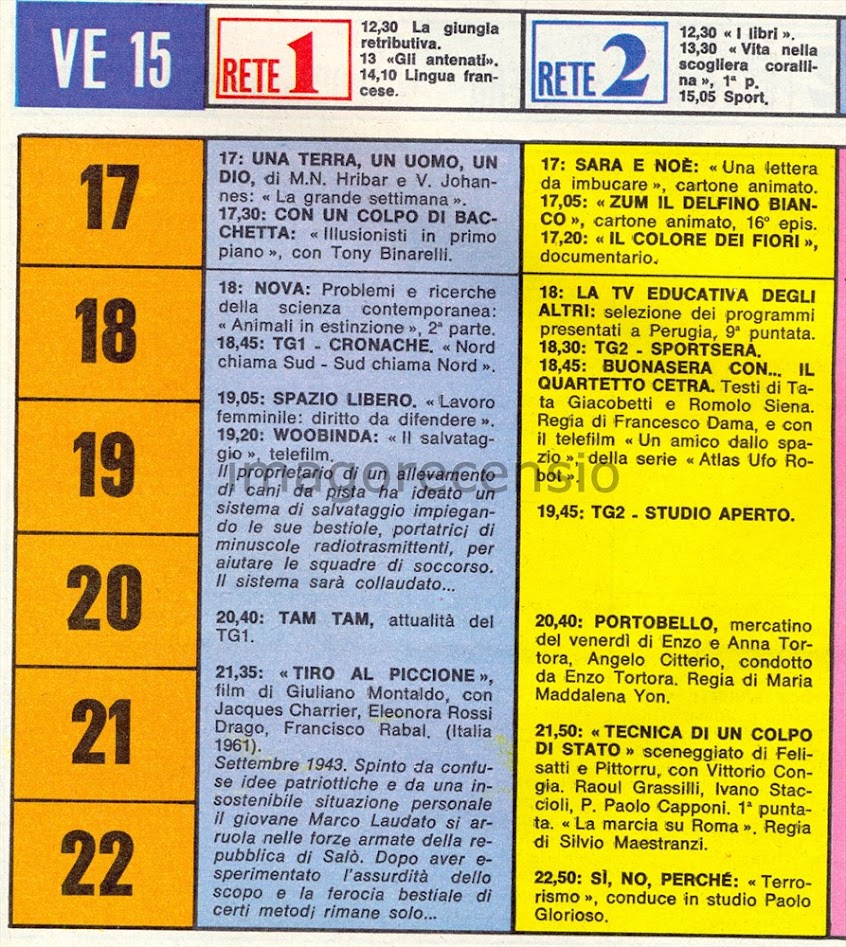 VE 15
RETE 1
12,30 La giungla
retributiva.
13 «Gli antenati».
14,10 Lingua fran-
cese.
RETE 2
12,30 « I libri ».
13,30 « Vita nella
scogliera coralli-
na », 1ª p.
15,05 Sport.
17
17: UNA TERRA, UN UOMO, UN
DIO, di M.N. Hribar e V. Johan-
nes: « La grande settimana ».
17,30: CON UN COLPO DI BAC-
CHETTA: « Illusionisti in primo
piano », con Tony Binarelli.
17: SARA E NOÈ: « Una lettera
da imbucare », cartone animato.
17,05: « ZUM IL DELFINO BIAN-
CO », cartone animato, 16º epis.
17,20: « IL COLORE DEI FIORI »,
documentario.
18
19
20
21
22
18: NOVA: Problemi e ricerche
della scienza contemporanea:
« Animali in estinzione », 2ª parte.
18,45: TG1 - CRONACHE. « Nord
chiama Sud - Sud chiama Nord ».
19,05: SPAZIO LIBERO. « Lavoro
femminile: diritto da difendere ».
19,20: WOOBINDA: « Il salvatag-
gio », telefilm.
Il proprietario di un allevamento
di cani da pista ha ideato un
sistema di salvataggio impiegan-
do le sue bestiole, portatrici di
minuscole radiotrasmittenti, per
aiutare le squadre di soccorso.
Il sistema sarà collaudato...
20,40: TAM TAM, attualità del
TG1.
21,35: « TIRO AL PICCIONE »,
film di Giuliano Montaldo, con
Jacques Charrier, Eleonora Rossi
Drago, Francisco Rabal. (Italia
1961).
Settembre 1943. Spinto da confu-
se idee patriottiche e da una in-
sostenibile situazione personale
il giovane Marco Laudato si ar-
ruola nelle forze armate della re-
pubblica di Salò. Dopo aver e-
sperimentato l'assurdità dello
scopo e la ferocia bestiale di
certi metodi rimane solo...
18: LA TV EDUCATIVA DEGLI
ALTRI: selezione dei programmi
presentati a Perugia, 9ª puntata.
18,30: TG2 - SPORTSERA.
18,45: BUONASERA CON... IL
QUARTETTO CETRA. Testi di Ta-
ta Giacobetti e Romolo Siena.
Regia di Francesco Dama, e con
il telefilm « Un amico dallo spa-
zio », della serie « Atlas Ufo Ro-
bot ».
19,45: TG2 - STUDIO APERTO.
20,40: PORTOBELLO, mercatino
del venerdì di Enzo e Anna Tor-
tora, Angelo Citterio, condotto
da Enzo Tortora. Regia di Maria
Maddalena Yon.
21,50: « TECNICA DI UN COLPO
DI STATO » sceneggiato di Feli-
satti e Pittorru, con Vittorio Con-
gia. Raoul Grassilli, Ivano Stac-
cioli, P. Paolo Capponi. 1ª punta-
ta. « La marcia su Roma ». Regia
di Silvio Maestranzi.
22,50: SÌ, NO, PERCHÉ: « Terro-
rismo », conduce in studio Paolo
Glorioso.
imagorecensio